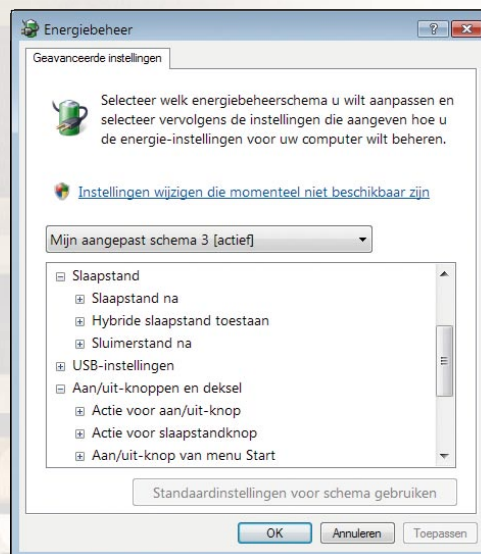 Energiebeheer
Geavanceerde instellingen
Selecteer welk energiebeheerschema u wilt aanpassen en
selecteer vervolgens de instellingen die aangeven hoe u
de energie-instellingen voor uw computer wilt beheren.
Instellingen wijzigen die momenteel niet beschikbaar zijn
Mijn aangepast schema 3 [actief]
Slaapstand
Slaapstand na
Hybride slaapstand toestaan
Sluimerstand na
USB-instellingen
Aan/uit-knoppen en deksel
Actie voor aan/uit-knop
Actie voor slaapstandknop
Aan/uit-knop van menu Start
Standaardinstellingen voor schema gebruiken
OK Annuleren Toepassen